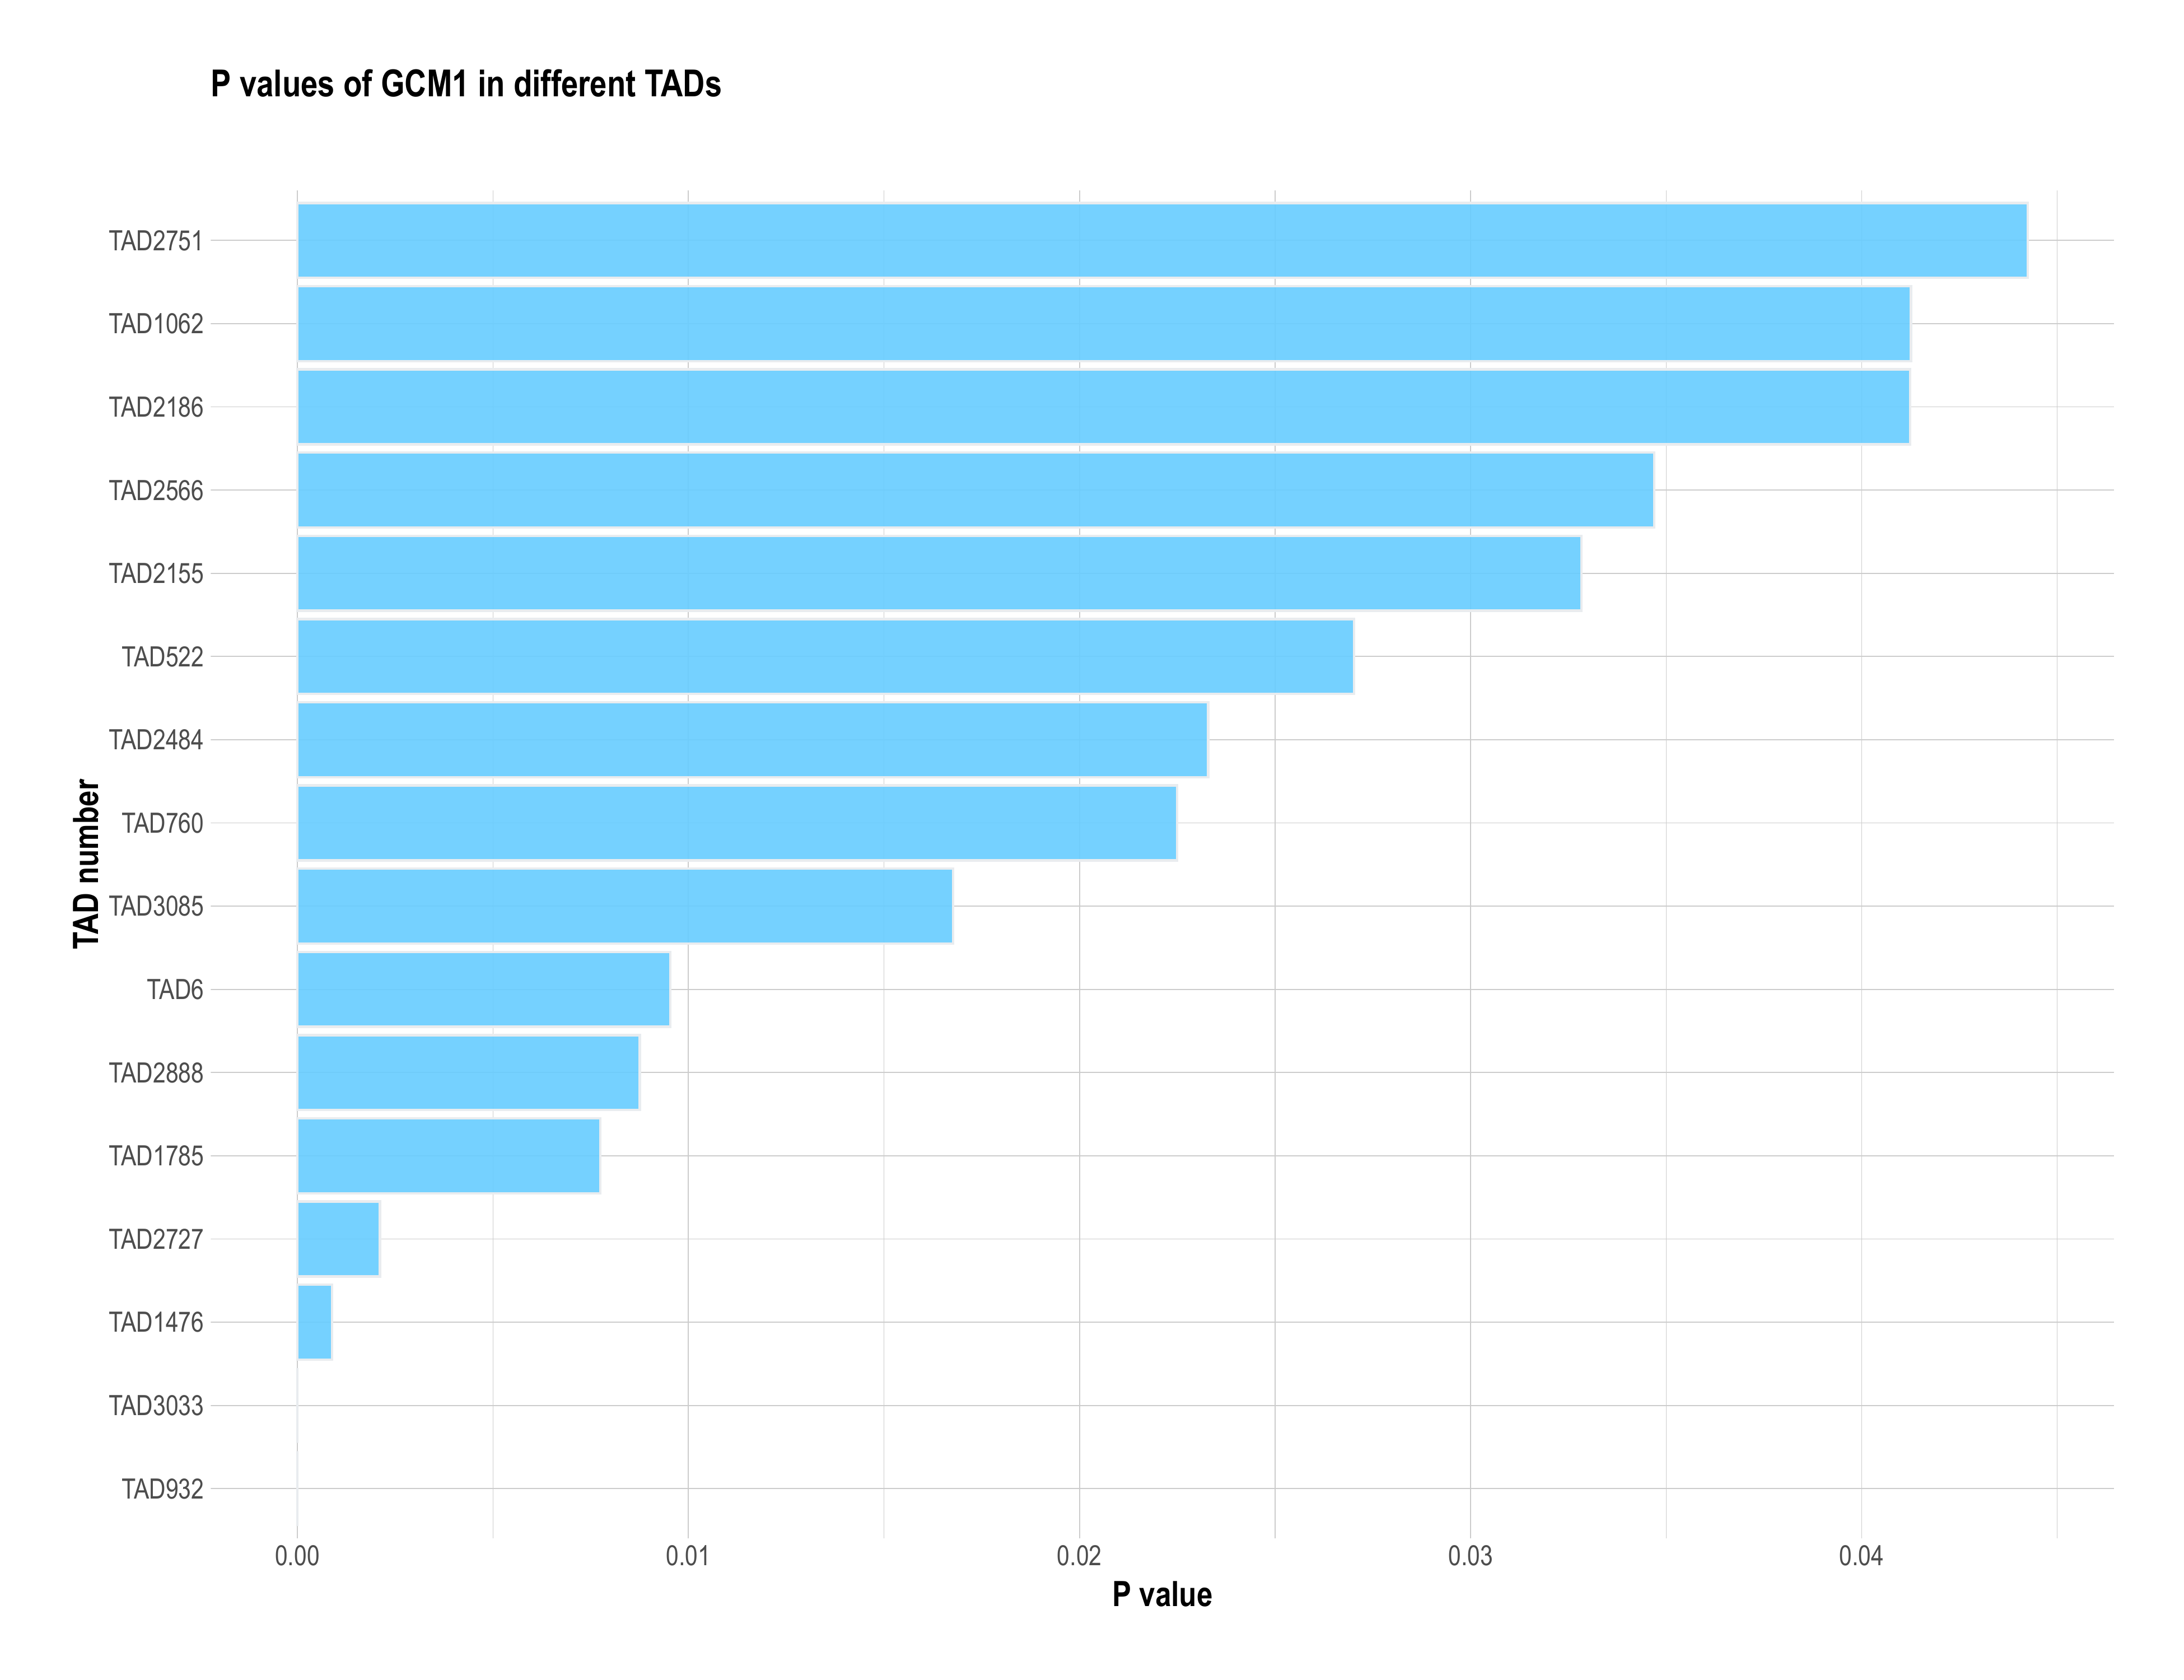 P values of GCM1 in different TADs
TAD number
TAD2751
TAD1062
TAD2186
TAD2566
TAD2155
TAD522
TAD2484
TAD760
TAD3085
TAD6
TAD2888
TAD1785
TAD2727
TAD1476
TAD3033
TAD932
0.00 0.01 0.02 0.03 0.04
P value